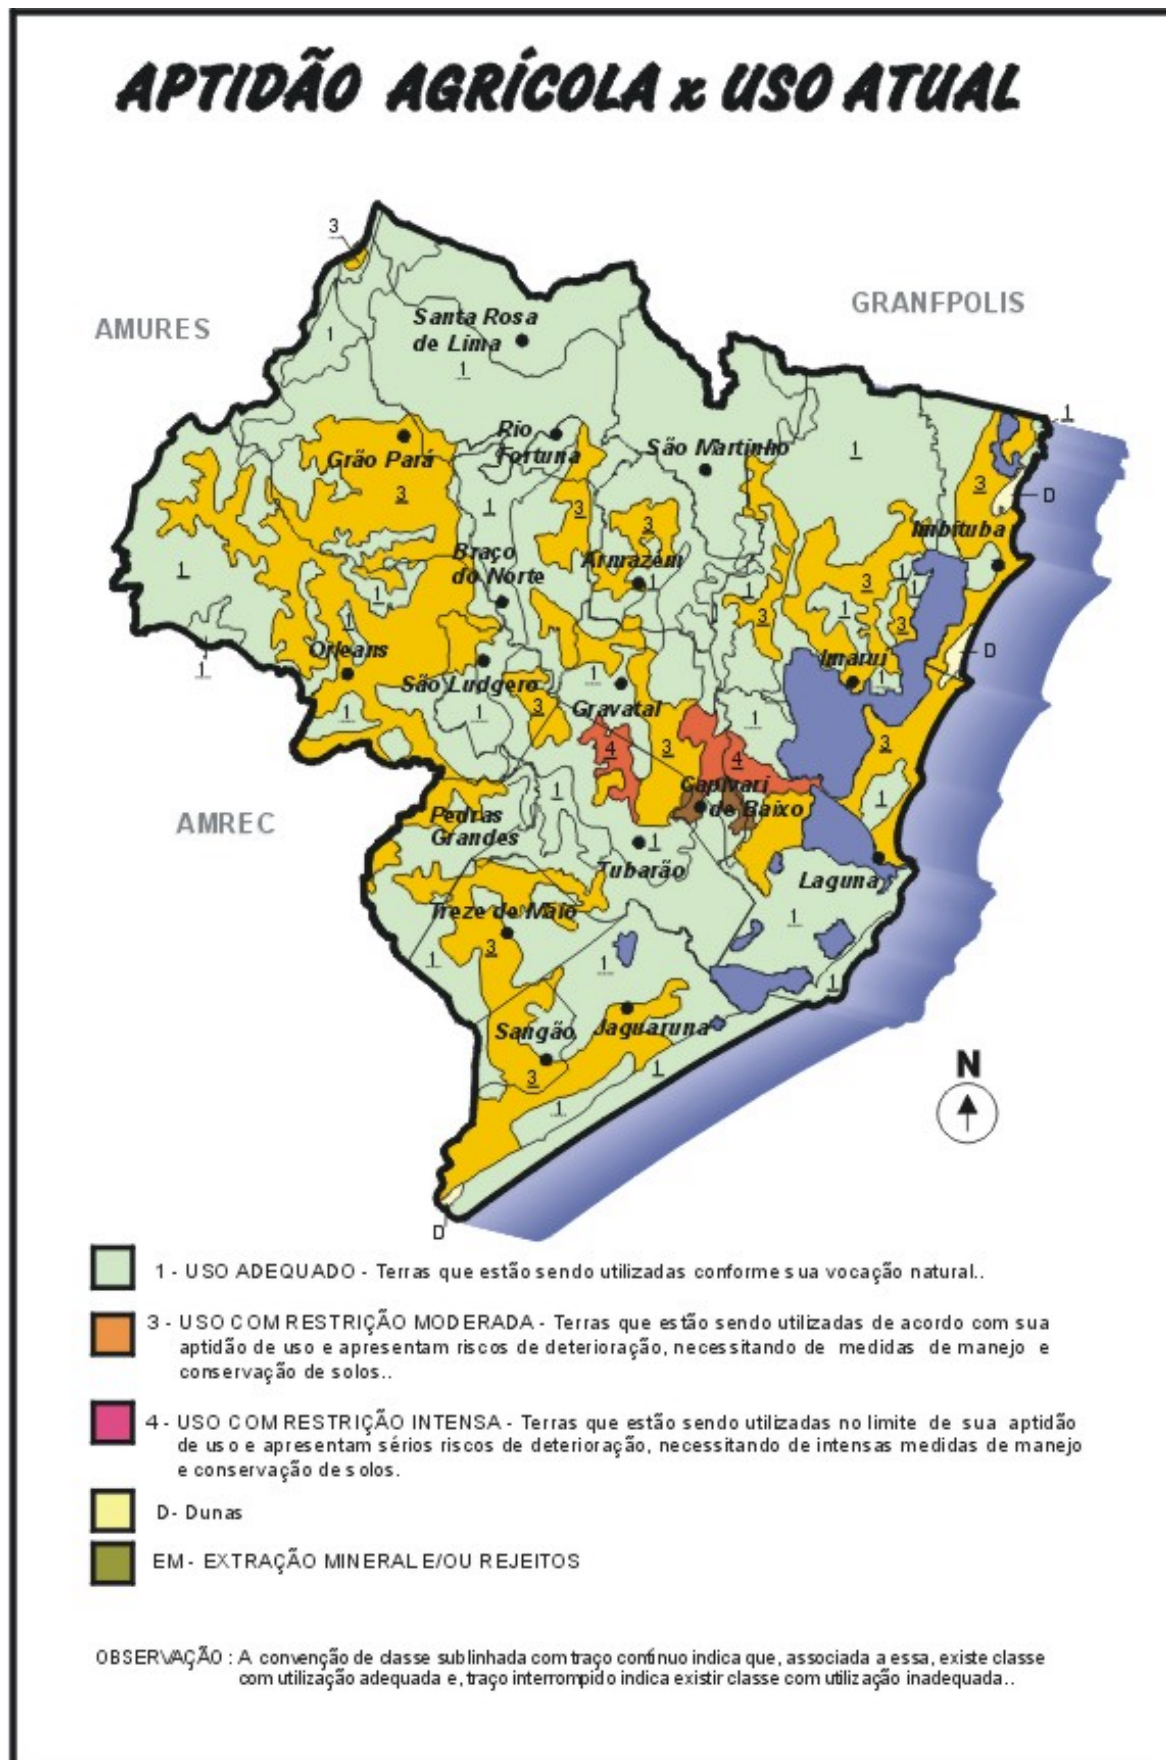 APTIDÃO AGRÍCOLA x USO ATUAL
3
AMURES
GRANFPOLIS
Santa Rosa
de Lima
1
1
1
Grão Pará
Rio
Fortuna
São Martinho
1
3
3
3
3
D
1
Braço
do Norte
Armazém
Imbituba
1
1
1
1
3
1
1
1
3
3
1
Orleans
Imaruí
D
1
São Ludgero
1
1
1
1
3
Gravatal
1
4
3
4
3
AMREC
Capivari
de Baixo
1
1
Pedras
Grandes
1
Tubarão
Laguna
Treze de Maio
1
3
1
1
1
Sangão
Jaguaruna
N
3
1
1
D
1 - USO ADEQUADO - Terras que estão sendo utilizadas conforme sua vocação natural..
3 - USO COM RESTRIÇÃO MODERADA - Terras que estão sendo utilizadas de acordo com sua
aptidão de uso e apresentam riscos de deterioração, necessitando de medidas de manejo e
conservação de solos..
4 - USO COM RESTRIÇÃO INTENSA - Terras que estão sendo utilizadas no limite de sua aptidão
de uso e apresentam sérios riscos de deterioração, necessitando de intensas medidas de manejo
e conservação de solos.
D- Dunas
EM - EXTRAÇÃO MINERAL E/OU REJEITOS
OBSERVAÇÃO : A convenção de classe sublinhada com traço contínuo indica que, associada a essa, existe classe
com utilização adequada e, traço interrompido indica existir classe com utilização inadequada..